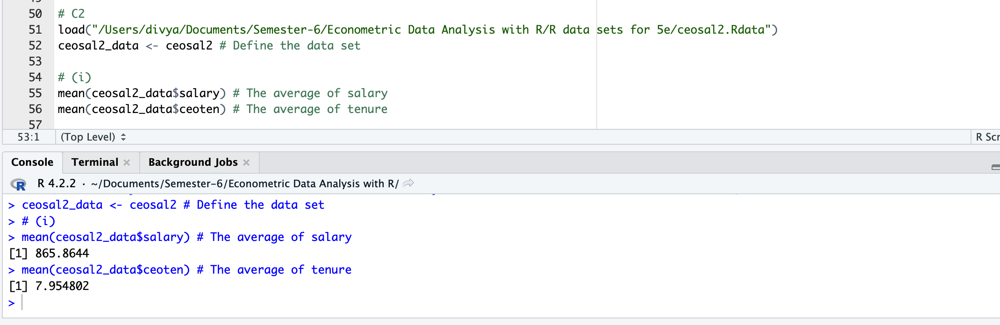 50 # C2
51 load("/Users/divya/Documents/Semester-6/Econometric Data Analysis with R/R data sets for 5e/ceosal2.Rdata")
52 ceosal2_data <- ceosal2 # Define the data set
53
54 # (i)
55 mean(ceosal2_data$salary) # The average of salary
56 mean(ceosal2_data$ceoten) # The average of tenure
57
53:1 (Top Level) R Scr
Console Terminal Background Jobs
R R 4.2.2 · ~/Documents/Semester-6/Econometric Data Analysis with R/
> ceosal2_data <- ceosal2 # Define the data set
> # (i)
> mean(ceosal2_data$salary) # The average of salary
[1] 865.8644
> mean(ceosal2_data$ceoten) # The average of tenure
[1] 7.954802
>